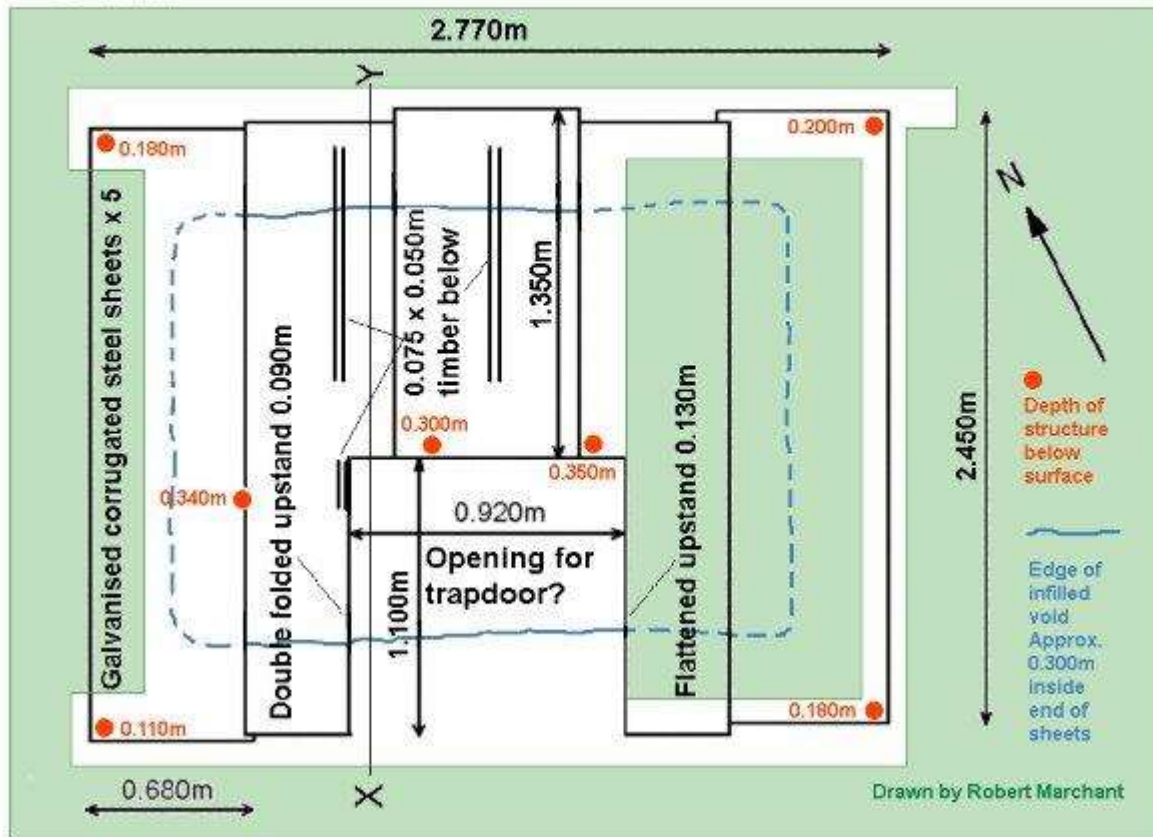 2.770m
Y
0.180m
0.200m
N
Galvanised corrugated steel sheets x 5
Double folded upstand 0.090m
0.075 x 0.050m
timber below
1.350m
Flattened upstand 0.130m
2.450m
0.300m
0.350m
0.340m
0.920m
Opening for
trapdoor?
1.100m
0.110m
0.180m
0.680m
X
Depth of
structure
below
surface
Edge of
infilled
void
Approx.
0.300m
inside
end of
sheets
Drawn by Robert Marchant